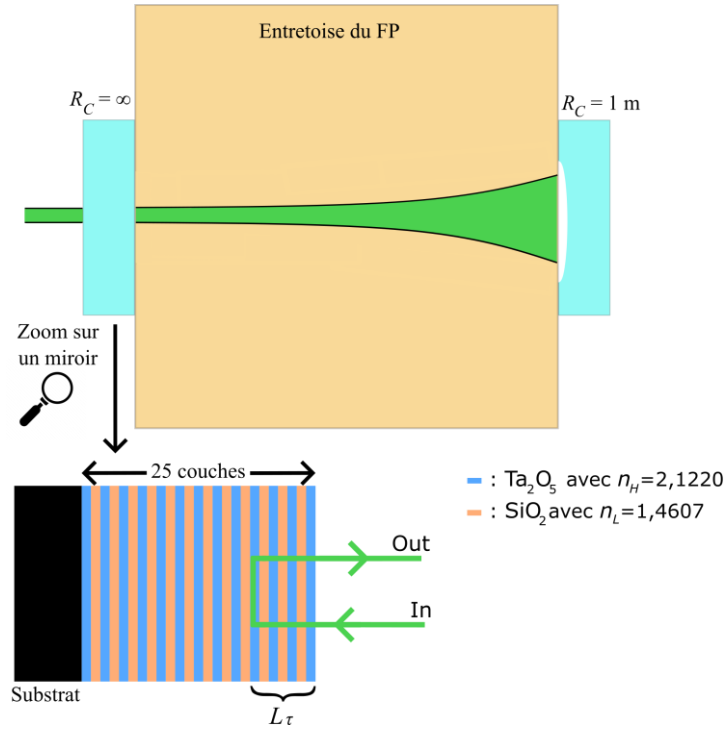 Entretoise du FP
R_C = ∞
R_C = 1 m
Zoom sur
un miroir
25 couches
: Ta₂O₅ avec n_H=2,1220
: SiO₂ avec n_L=1,4607
Out
In
Substrat
L_τ